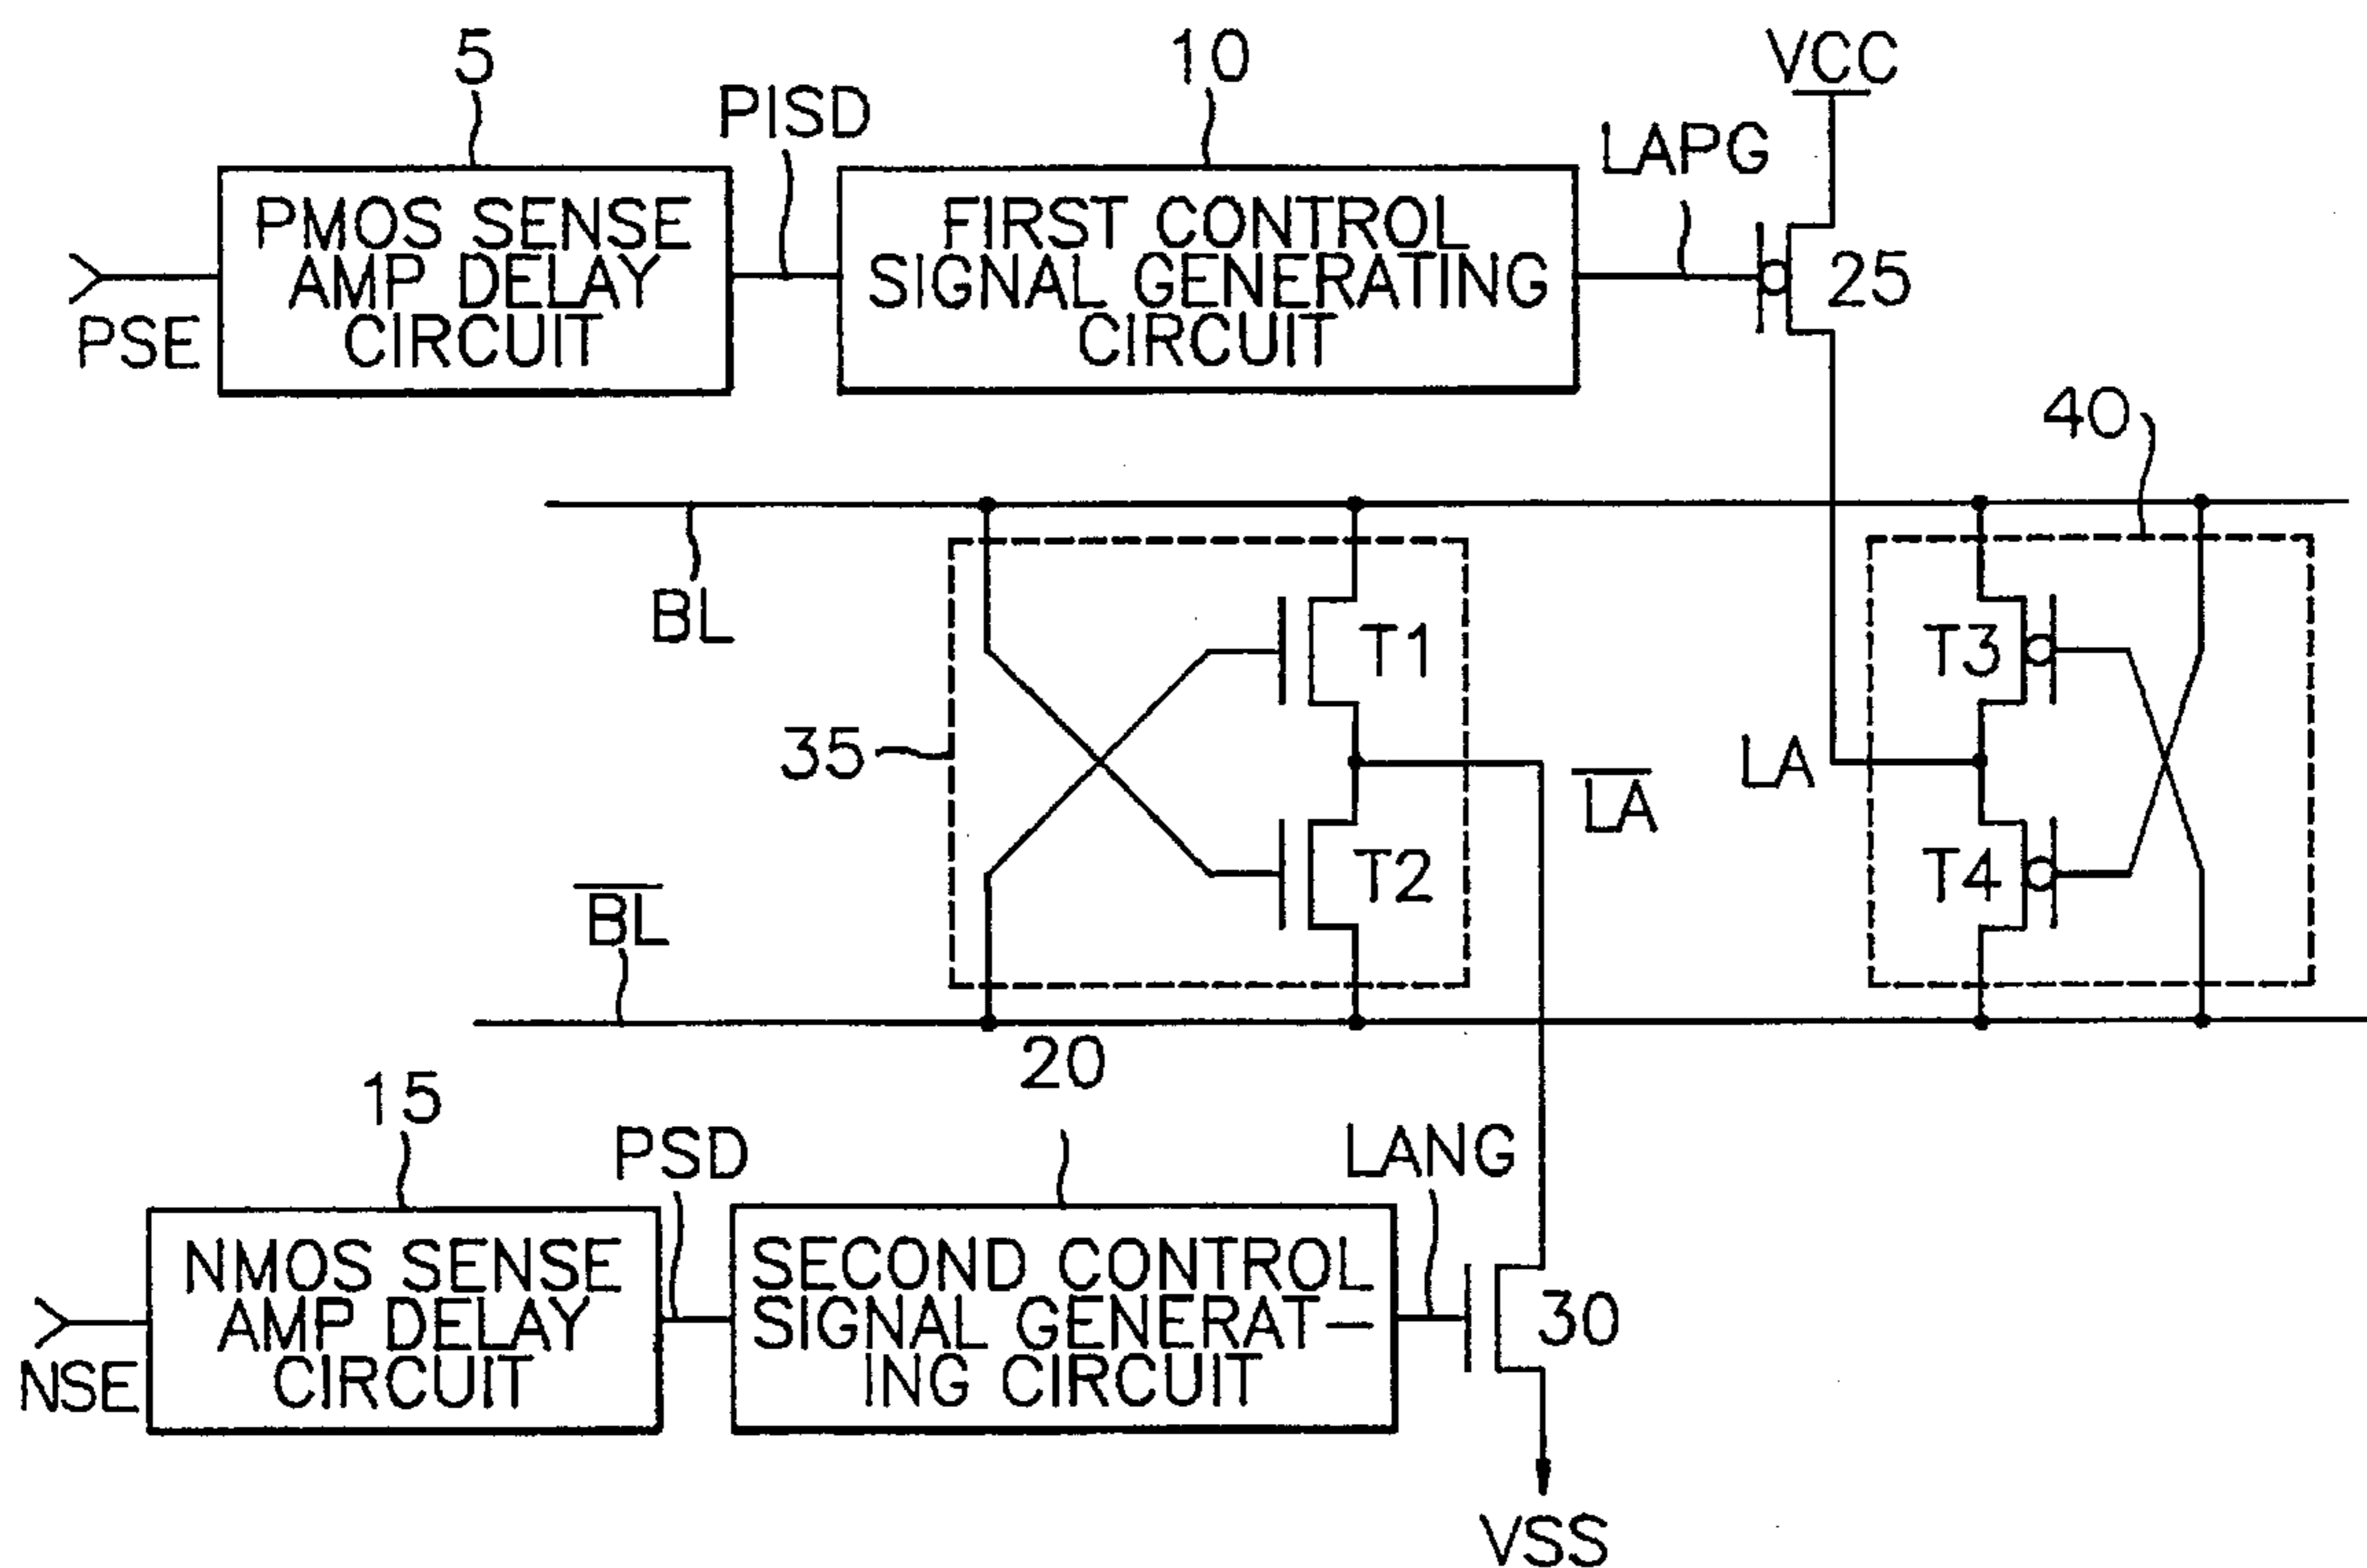 5
PISD
10
VCC
LAPG
PMOS SENSE
AMP DELAY
CIRCUIT
FIRST CONTROL
SIGNAL GENERATING
CIRCUIT
25
PSE
40
BL
T1
T3
35
LA
LA
T2
T4
BL
20
15
PSD
LANG
NMOS SENSE
AMP DELAY
CIRCUIT
SECOND CONTROL
SIGNAL GENERAT-
ING CIRCUIT
30
NSE
VSS